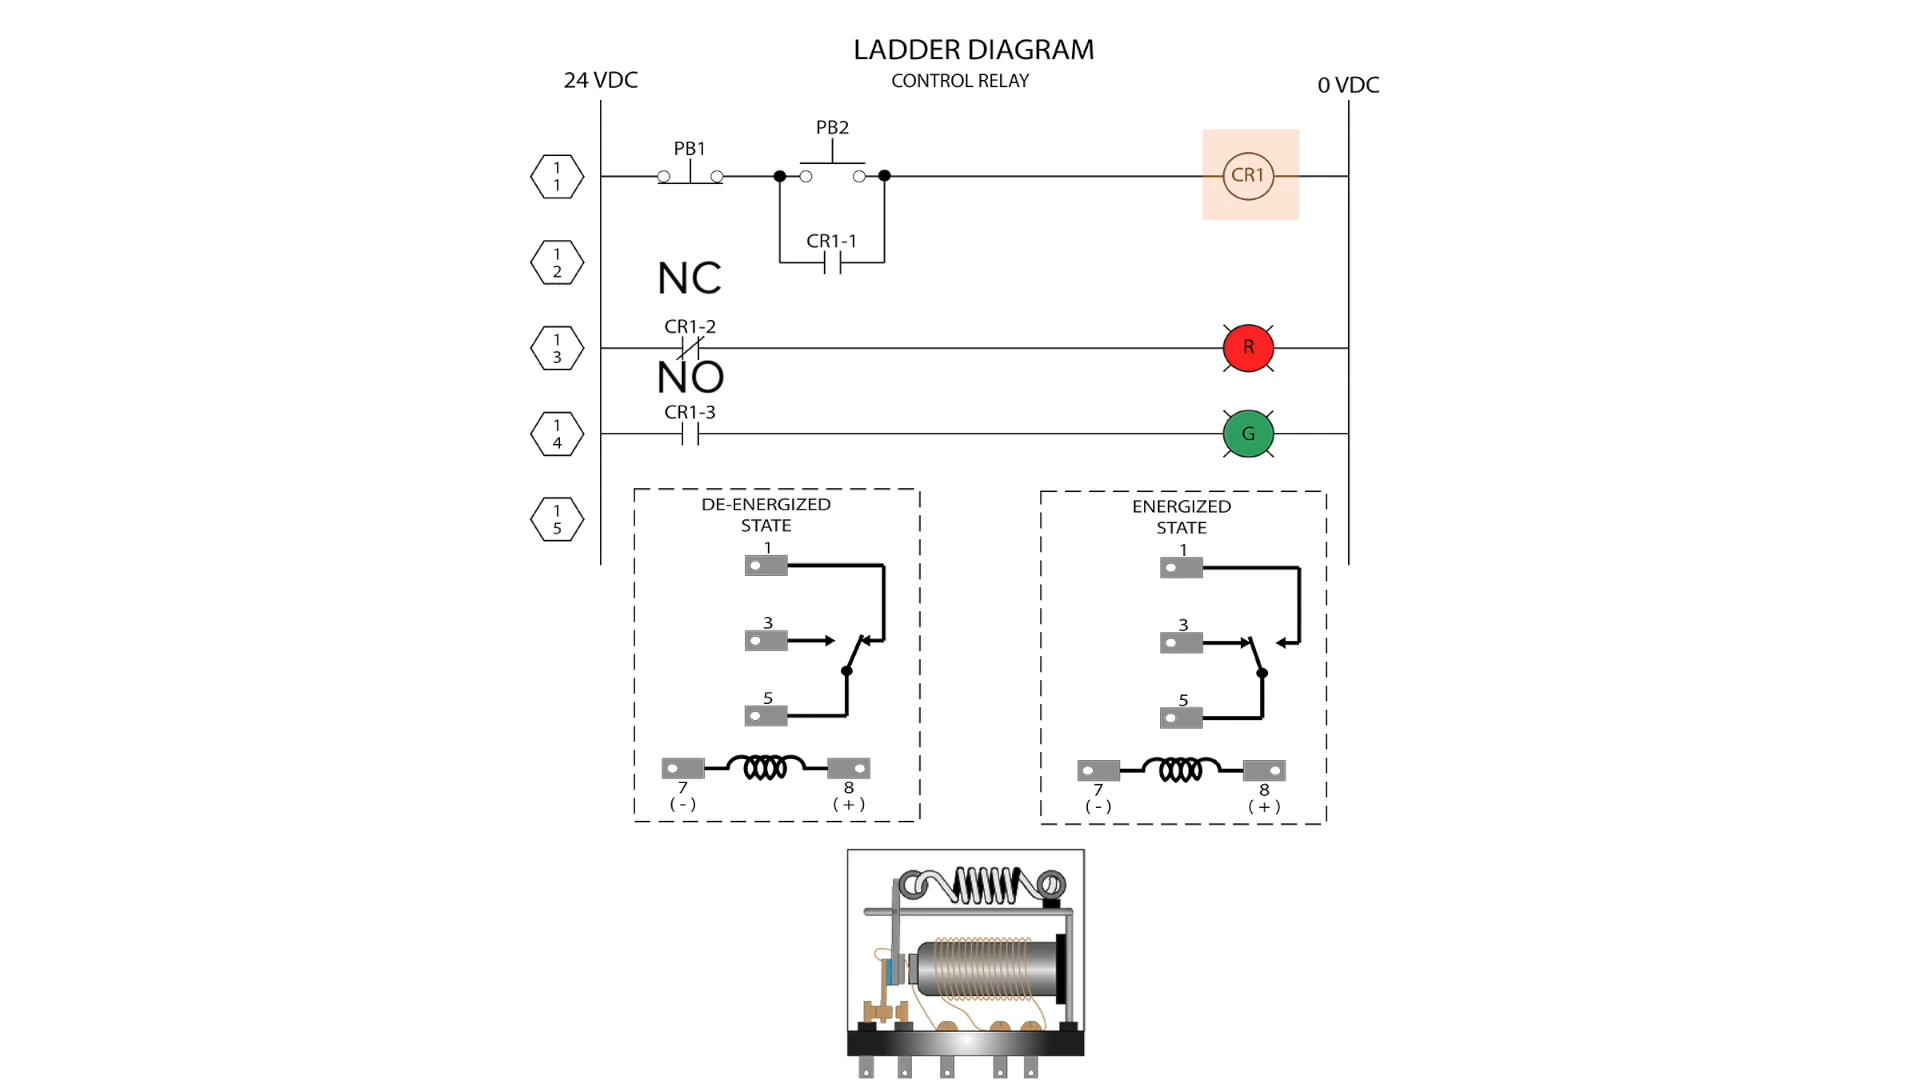 LADDER DIAGRAM
CONTROL RELAY
24 VDC
0 VDC
PB1
PB2
1
1
CR1
CR1-1
1
2
NC
CR1-2
1
3
R
NO
CR1-3
1
4
G
1
5
DE-ENERGIZED
STATE
1
3
5
7
(-)
8
(+)
ENERGIZED
STATE
1
3
5
7
(-)
8
(+)